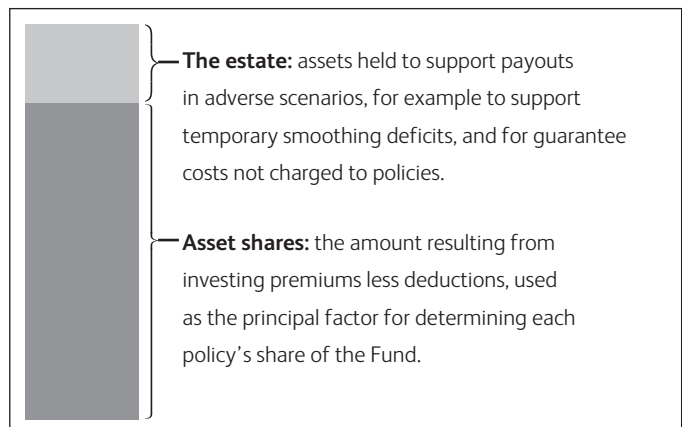 The estate: assets held to support payouts
in adverse scenarios, for example to support
temporary smoothing deficits, and for guarantee
costs not charged to policies.
Asset shares: the amount resulting from
investing premiums less deductions, used
as the principal factor for determining each
policy’s share of the Fund.